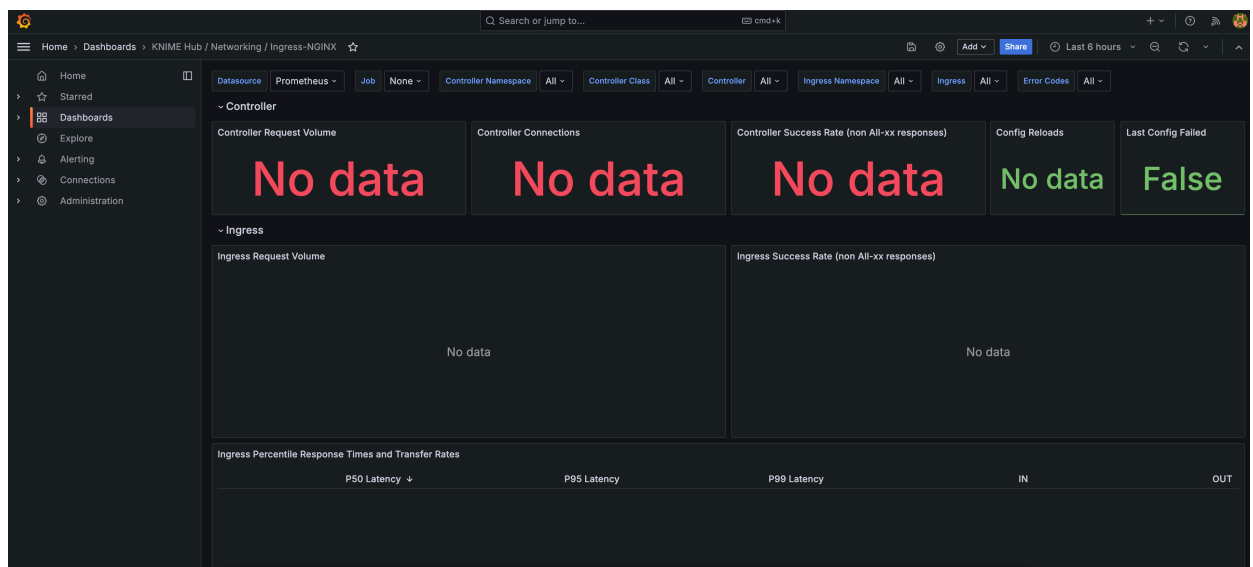 Search or jump to... cmd+k
Home › Dashboards › KNIME Hub / Networking / Ingress-NGINX Add Share Last 6 hours
Home
Starred
Dashboards
Explore
Alerting
Connections
Administration
Datasource Prometheus Job None Controller Namespace All Controller Class All Controller All Ingress Namespace All Ingress All Error Codes All
Controller
Controller Request Volume
No data
Controller Connections
No data
Controller Success Rate (non All-xx responses)
No data
Config Reloads
No data
Last Config Failed
False
Ingress
Ingress Request Volume
No data
Ingress Success Rate (non All-xx responses)
No data
Ingress Percentile Response Times and Transfer Rates
P50 Latency ↓ P95 Latency P99 Latency IN OUT